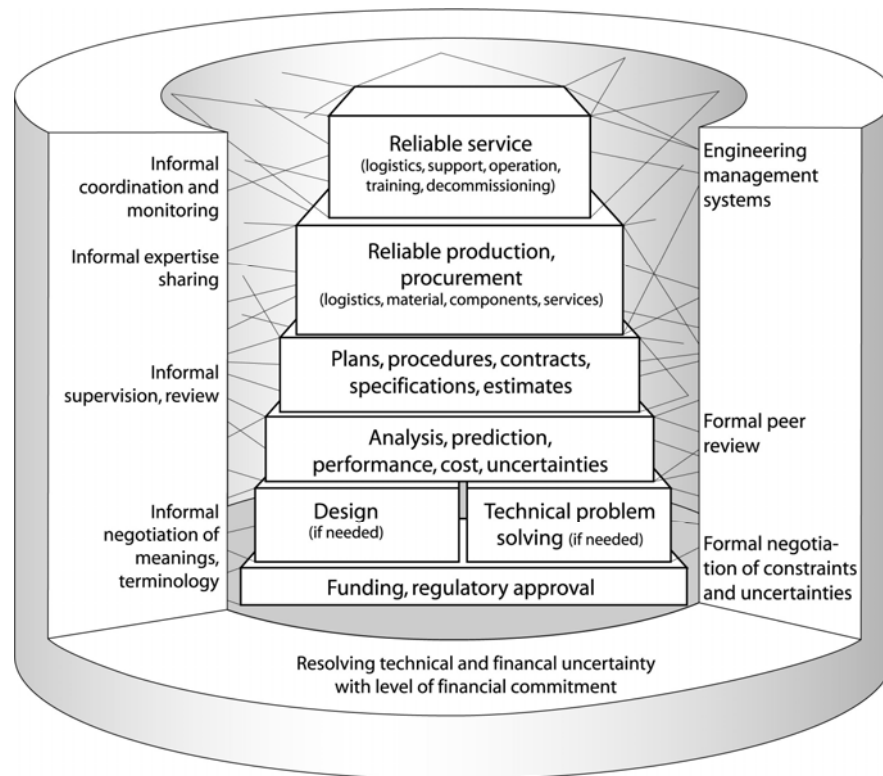 Reliable service
(logistics, support, operation,
training, decommissioning)
Informal
coordination and
monitoring
Engineering
management
systems
Informal expertise
sharing
Reliable production,
procurement
(logistics, material, components, services)
Informal
supervision, review
Plans, procedures, contracts,
specifications, estimates
Formal peer
review
Analysis, prediction,
performance, cost, uncertainties
Informal
negotiation of
meanings,
terminology
Design
(if needed)
Technical problem
solving (if needed)
Formal negotia-
tion of constraints
and uncertainties
Funding, regulatory approval
Resolving technical and financal uncertainty
with level of financial commitment